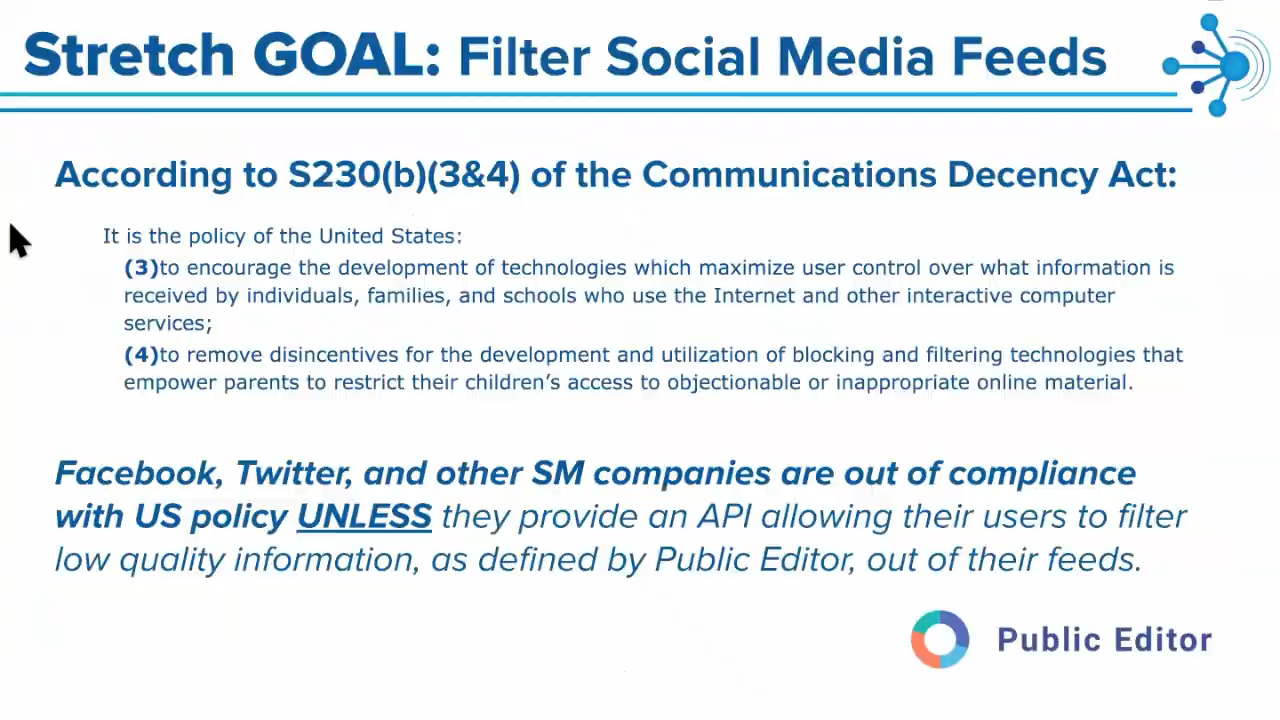 Stretch GOAL: Filter Social Media Feeds
According to S230(b)(3&4) of the Communications Decency Act:
It is the policy of the United States:
(3)to encourage the development of technologies which maximize user control over what information is
received by individuals, families, and schools who use the Internet and other interactive computer
services;
(4)to remove disincentives for the development and utilization of blocking and filtering technologies that
empower parents to restrict their children’s access to objectionable or inappropriate online material.
Facebook, Twitter, and other SM companies are out of compliance
with US policy UNLESS they provide an API allowing their users to filter
low quality information, as defined by Public Editor, out of their feeds.
Public Editor